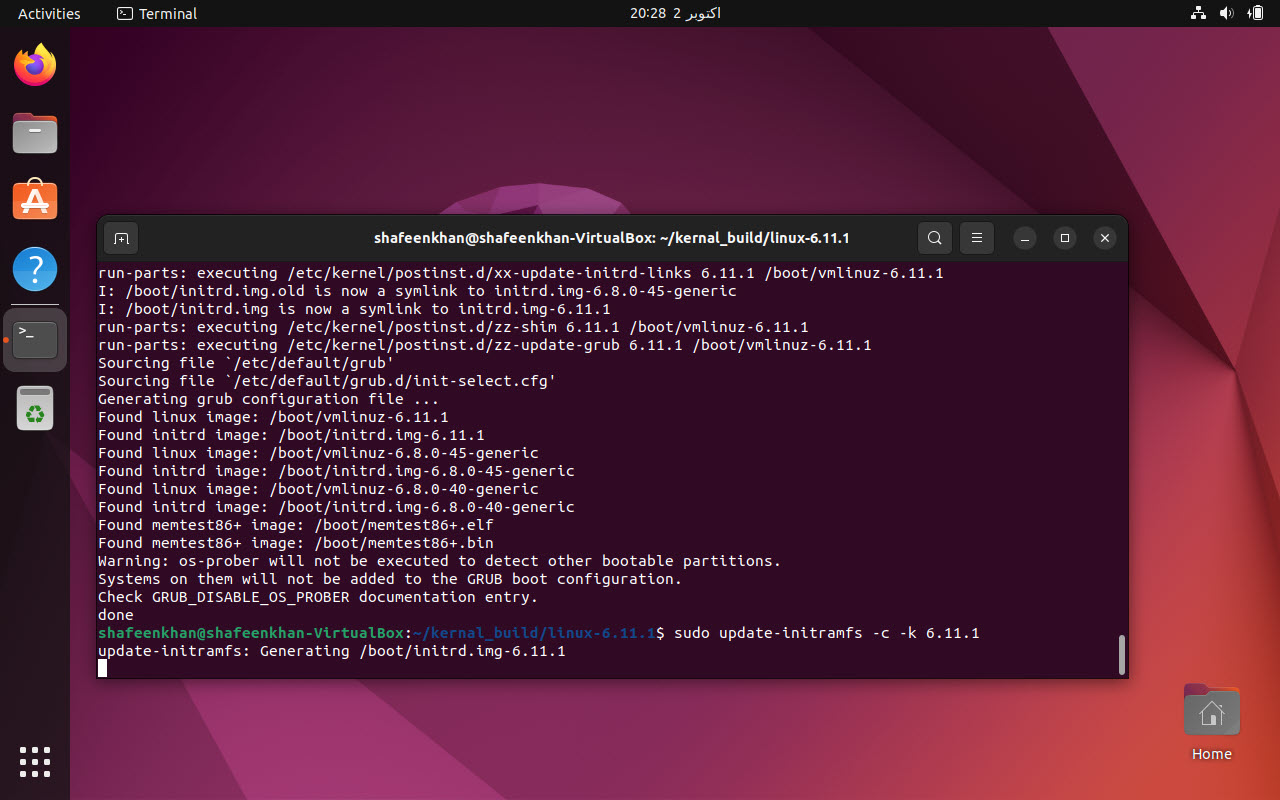 Activities
Terminal
20:28 2 اکتوبر
shafeenkhan@shafeenkhan-VirtualBox: ~/kernal_build/linux-6.11.1
run-parts: executing /etc/kernel/postinst.d/xx-update-initrd-links 6.11.1 /boot/vmlinuz-6.11.1
I: /boot/initrd.img.old is now a symlink to initrd.img-6.8.0-45-generic
I: /boot/initrd.img is now a symlink to initrd.img-6.11.1
run-parts: executing /etc/kernel/postinst.d/zz-shim 6.11.1 /boot/vmlinuz-6.11.1
run-parts: executing /etc/kernel/postinst.d/zz-update-grub 6.11.1 /boot/vmlinuz-6.11.1
Sourcing file `/etc/default/grub'
Sourcing file `/etc/default/grub.d/init-select.cfg'
Generating grub configuration file ...
Found linux image: /boot/vmlinuz-6.11.1
Found initrd image: /boot/initrd.img-6.11.1
Found linux image: /boot/vmlinuz-6.8.0-45-generic
Found initrd image: /boot/initrd.img-6.8.0-45-generic
Found linux image: /boot/vmlinuz-6.8.0-40-generic
Found initrd image: /boot/initrd.img-6.8.0-40-generic
Found memtest86+ image: /boot/memtest86+.elf
Found memtest86+ image: /boot/memtest86+.bin
Warning: os-prober will not be executed to detect other bootable partitions.
Systems on them will not be added to the GRUB boot configuration.
Check GRUB_DISABLE_OS_PROBER documentation entry.
done
shafeenkhan@shafeenkhan-VirtualBox:~/kernal_build/linux-6.11.1$ sudo update-initramfs -c -k 6.11.1
update-initramfs: Generating /boot/initrd.img-6.11.1
Home